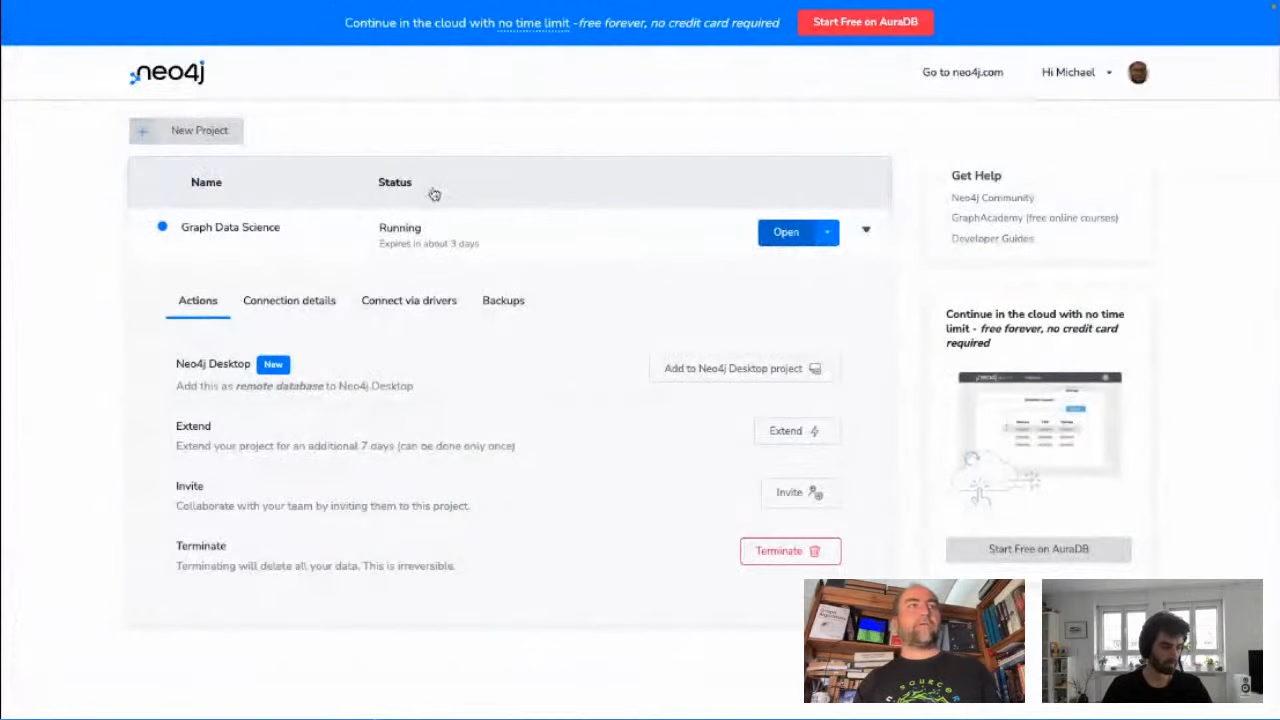 Continue in the cloud with no time limit -free forever, no credit card required
Start Free on AuraDB
neo4j
Go to neo4j.com
Hi Michael
+ New Project
Name
Status
Graph Data Science
Running
Expires in about 3 days
Open
Actions
Connection details
Connect via drivers
Backups
Neo4j Desktop
New
Add this as remote database to Neo4j Desktop
Add to Neo4j Desktop project
Extend
Extend your project for an additional 7 days (can be done only once)
Extend
Invite
Collaborate with your team by inviting them to this project.
Invite
Terminate
Terminating will delete all your data. This is irreversible.
Terminate
Get Help
Neo4j Community
GraphAcademy (free online courses)
Developer Guides
Continue in the cloud with no time
limit - free forever, no credit card
required
Start Free on AuraDB